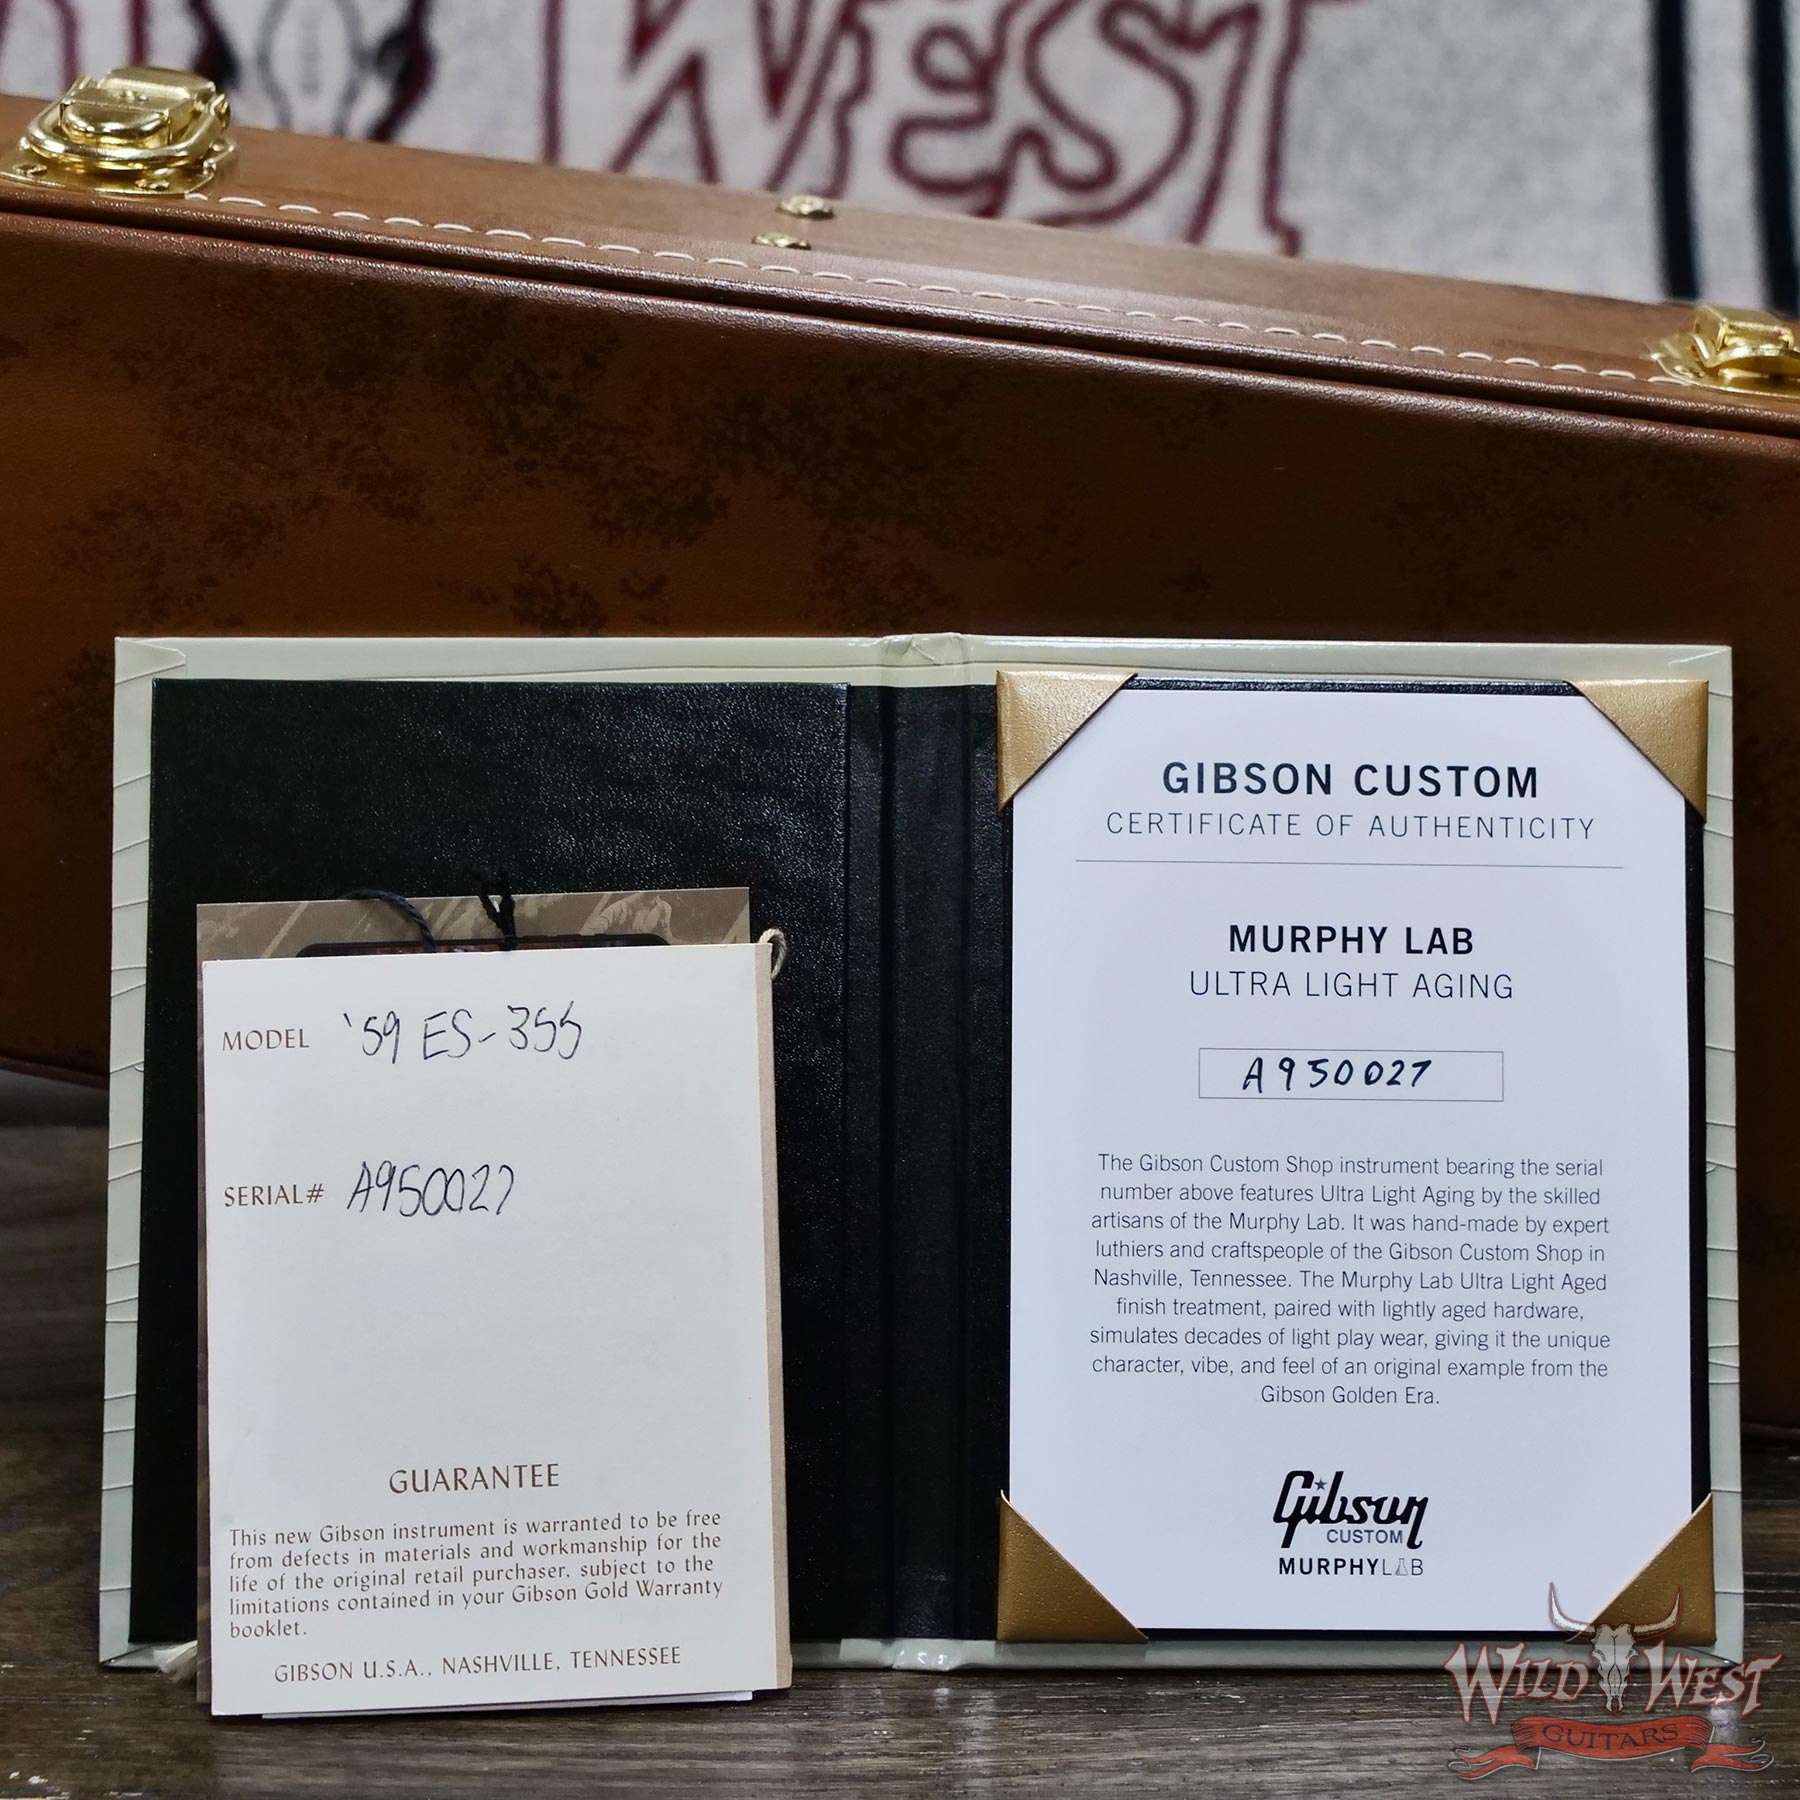 WEST
MODEL '59 ES-355
SERIAL# A950027
GUARANTEE
This new Gibson instrument is warranted to be free
from defects in materials and workmanship for the
life of the original retail purchaser. subject to the
limitations contained in your Gibson Gold Warranty
booklet.
GIBSON U.S.A., NASHVILLE, TENNESSEE
GIBSON CUSTOM
CERTIFICATE OF AUTHENTICITY
MURPHY LAB
ULTRA LIGHT AGING
A950027
The Gibson Custom Shop instrument bearing the serial
number above features Ultra Light Aging by the skilled
artisans of the Murphy Lab. It was hand-made by expert
luthiers and craftspeople of the Gibson Custom Shop in
Nashville, Tennessee. The Murphy Lab Ultra Light Aged
finish treatment, paired with lightly aged hardware,
simulates decades of light play wear, giving it the unique
character, vibe, and feel of an original example from the
Gibson Golden Era.
Gibson
CUSTOM
MURPHYLAB
WILD WEST
GUITARS